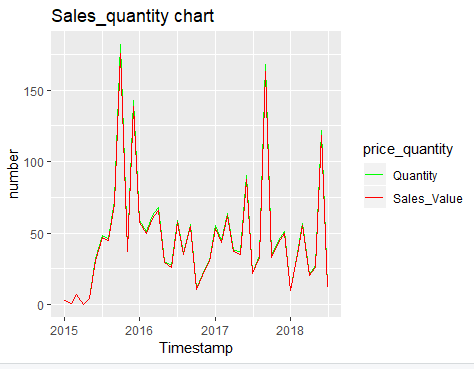 Sales_quantity chart
number
150
100
50
0
2015 2016 2017 2018
Timestamp
price_quantity
Quantity
Sales_Value